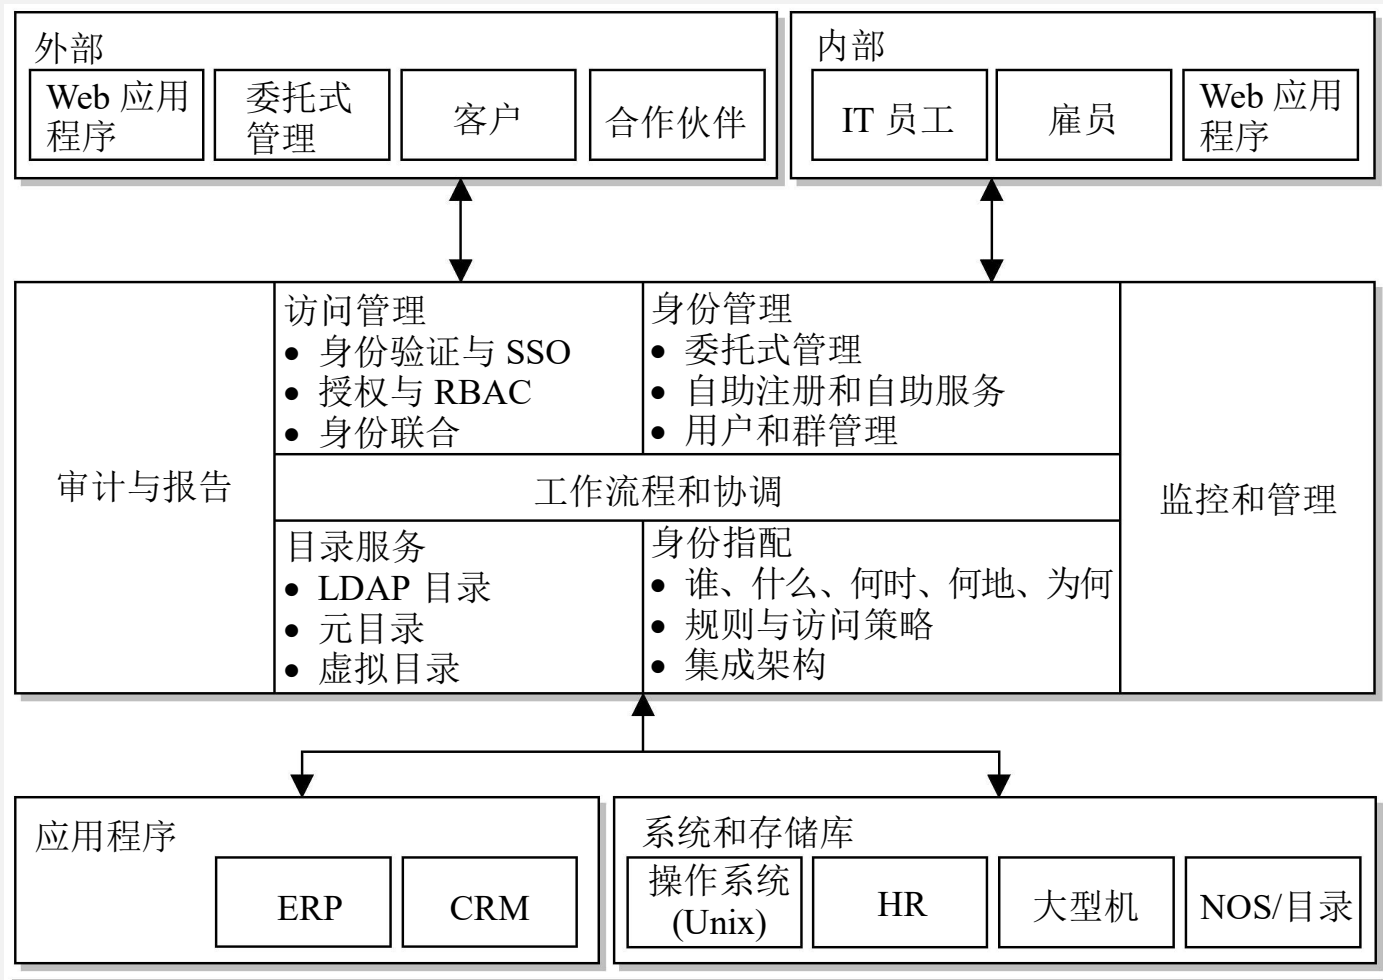 外部
Web 应用
程序
委托式
管理
客户
合作伙伴
内部
IT 员工
雇员
Web 应用
程序
审计与报告
访问管理
• 身份验证与 SSO
• 授权与 RBAC
• 身份联合
身份管理
• 委托式管理
• 自助注册和自助服务
• 用户和群管理
工作流程和协调
目录服务
• LDAP 目录
• 元目录
• 虚拟目录
身份指配
• 谁、什么、何时、何地、为何
• 规则与访问策略
• 集成架构
监控和管理
应用程序
ERP
CRM
系统和存储库
操作系统
(Unix)
HR
大型机
NOS/目录